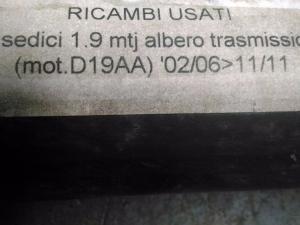 RICAMBI USATI
sedici 1.9 mtj albero trasmissio
(mot.D19AA) '02/06>11/11